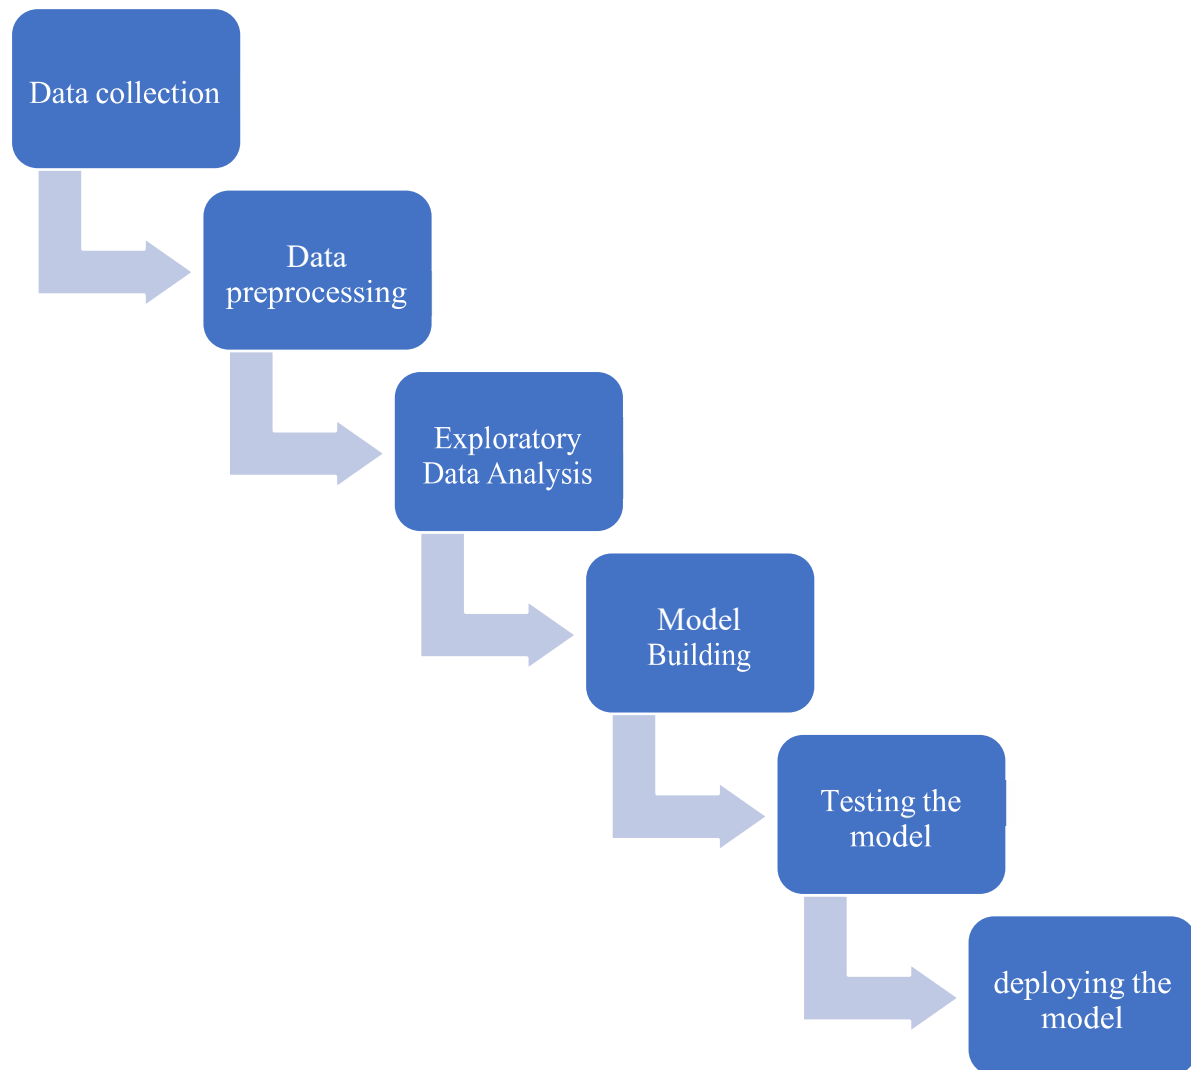 Data collection
Data
preprocessing
Exploratory
Data Analysis
Model
Building
Testing the
model
deploying the
model